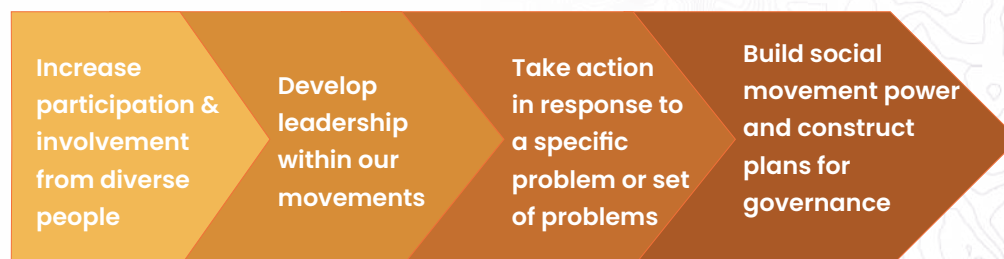 Increase
participation &
involvement
from diverse
people
Develop
leadership
within our
movements
Take action
in response to
a specific
problem or set
of problems
Build social
movement power
and construct
plans for
governance